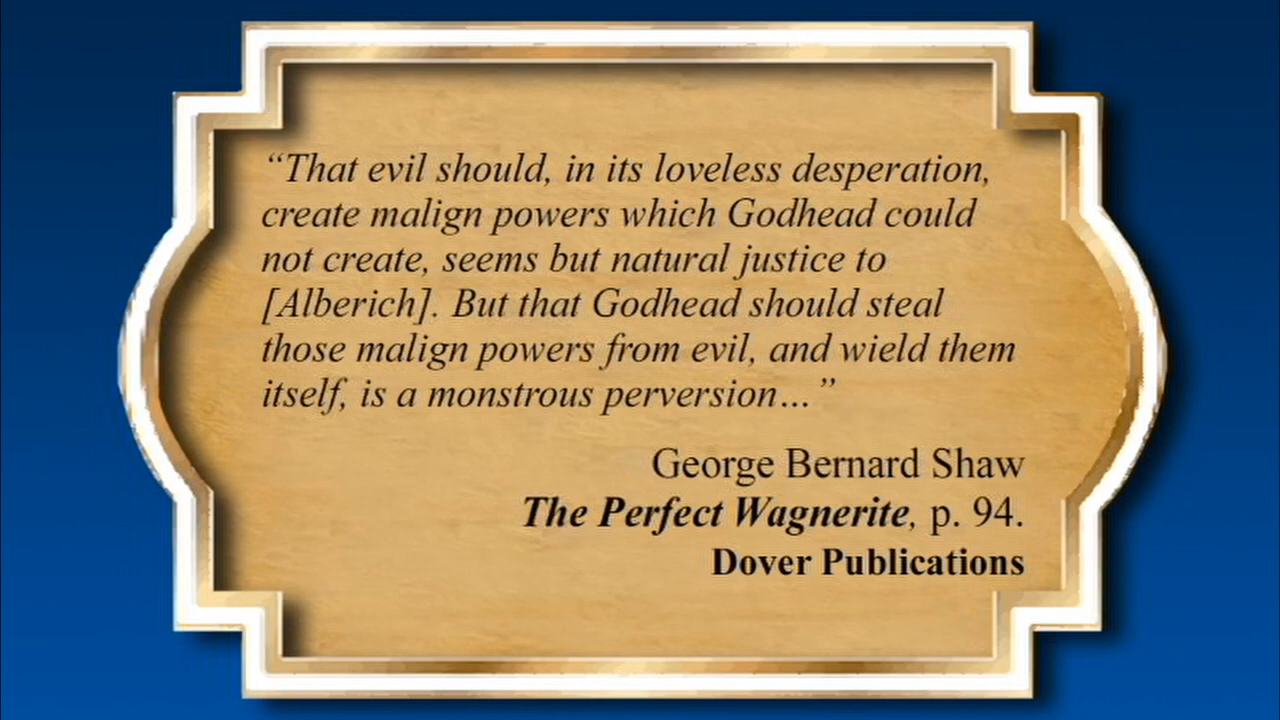 “That evil should, in its loveless desperation,
create malign powers which Godhead could
not create, seems but natural justice to
[Alberich]. But that Godhead should steal
those malign powers from evil, and wield them
itself, is a monstrous perversion…”
George Bernard Shaw
The Perfect Wagnerite, p. 94.
Dover Publications